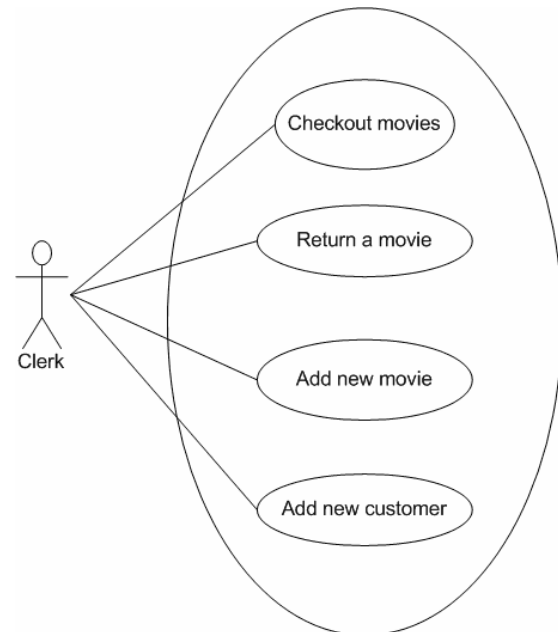 Checkout movies
Return a movie
Clerk
Add new movie
Add new customer